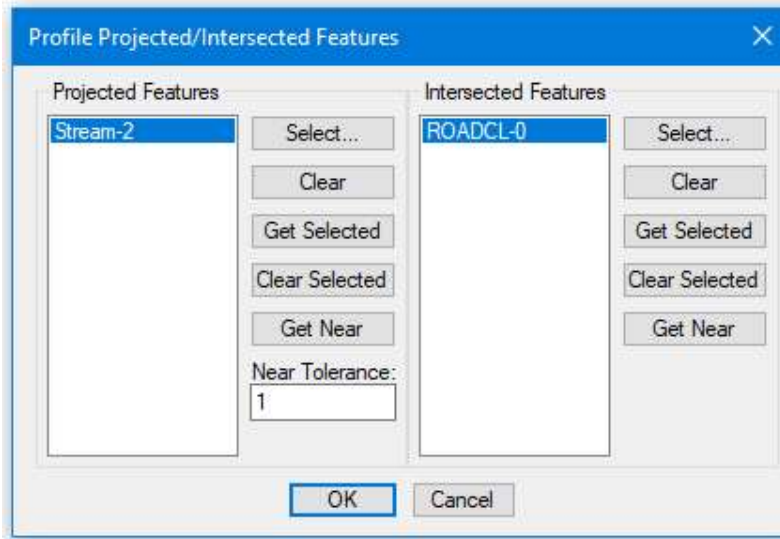 Profile Projected/Intersected Features
Projected Features
Stream-2
Select...
Clear
Get Selected
Clear Selected
Get Near
Near Tolerance:
1
Intersected Features
ROADCL-0
Select...
Clear
Get Selected
Clear Selected
Get Near
OK
Cancel